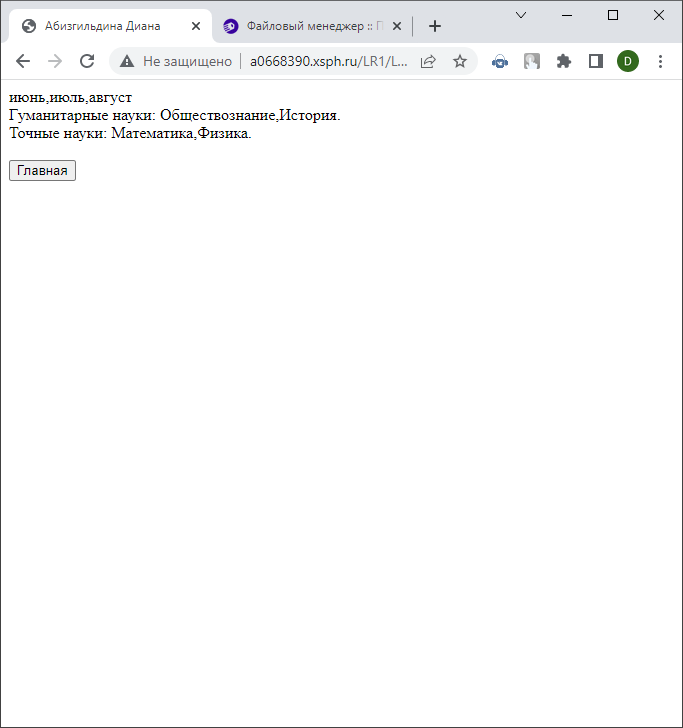 Абизгильдина Диана
Файловый менеджер ::
Не защищено
a0668390.xsph.ru/LR1/L...
D
июнь,июль,август
Гуманитарные науки: Обществознание,История.
Точные науки: Математика,Физика.
Главная